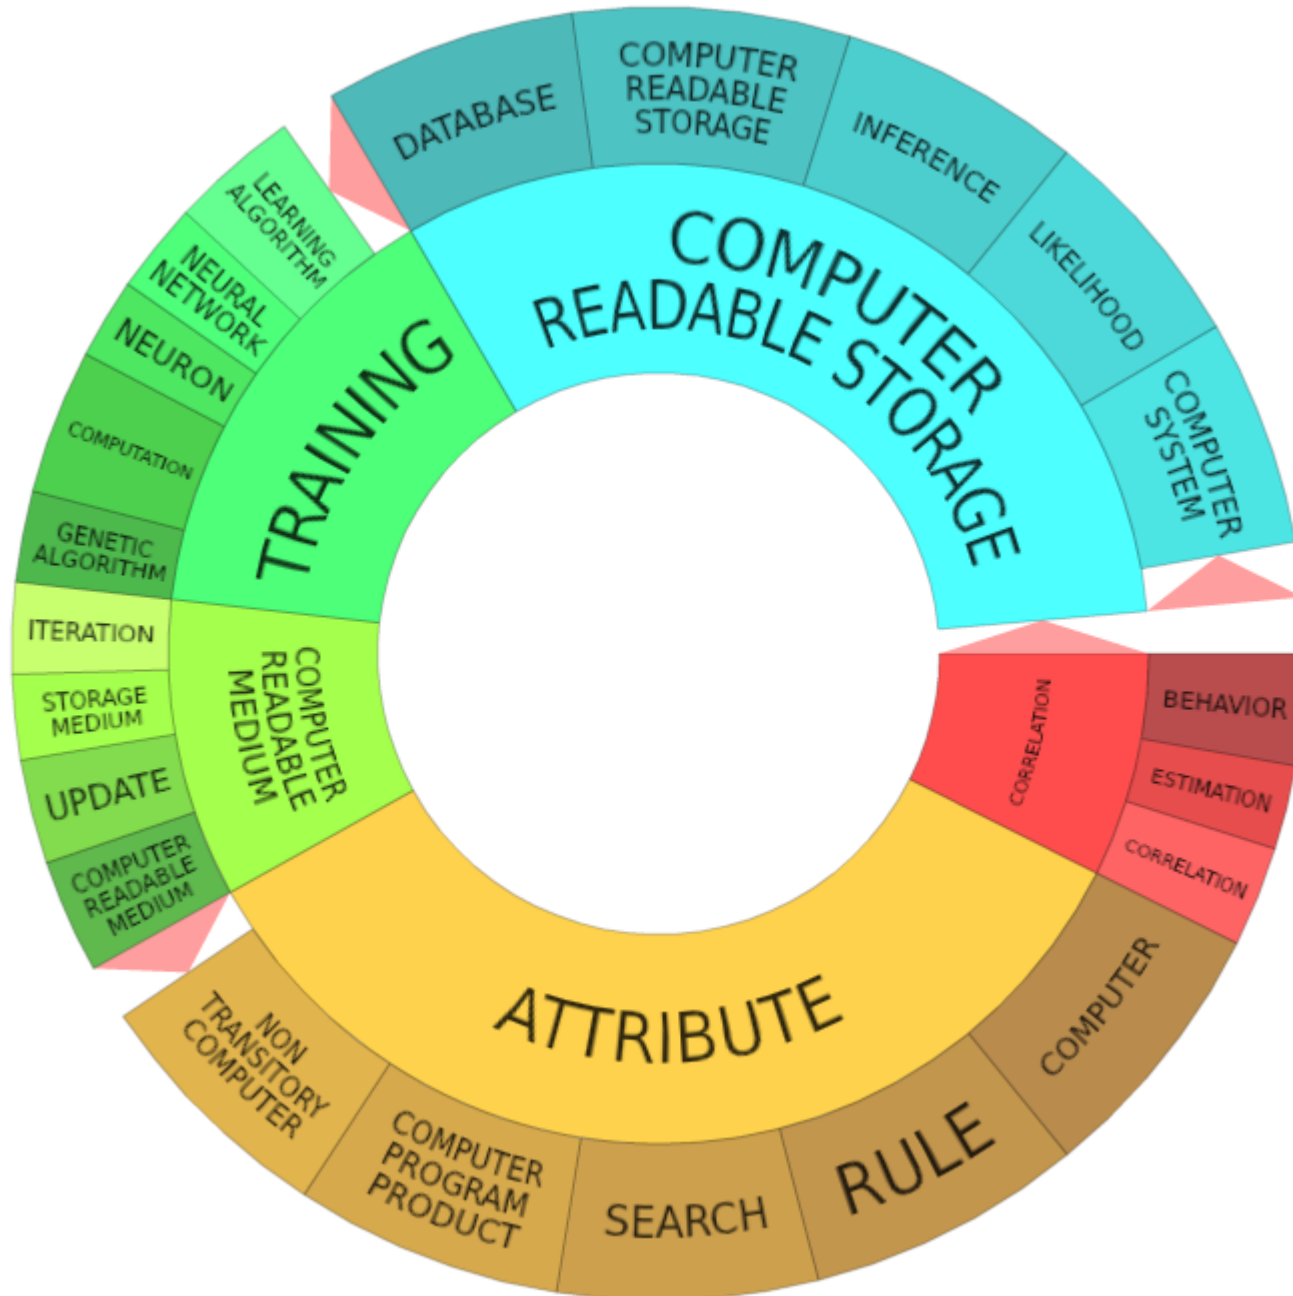 DATABASE
COMPUTER
READABLE
STORAGE
INFERENCE
LIKELIHOOD
COMPUTER
SYSTEM
COMPUTER
READABLE STORAGE
LEARNING
ALGORITHM
NEURAL
NETWORK
NEURON
COMPUTATION
GENETIC
ALGORITHM
TRAINING
ITERATION
STORAGE
MEDIUM
UPDATE
COMPUTER
READABLE
MEDIUM
COMPUTER
READABLE
MEDIUM
CORRELATION
BEHAVIOR
ESTIMATION
CORRELATION
ATTRIBUTE
NON
TRANSITORY
COMPUTER
COMPUTER
PROGRAM
PRODUCT
SEARCH
RULE
COMPUTER